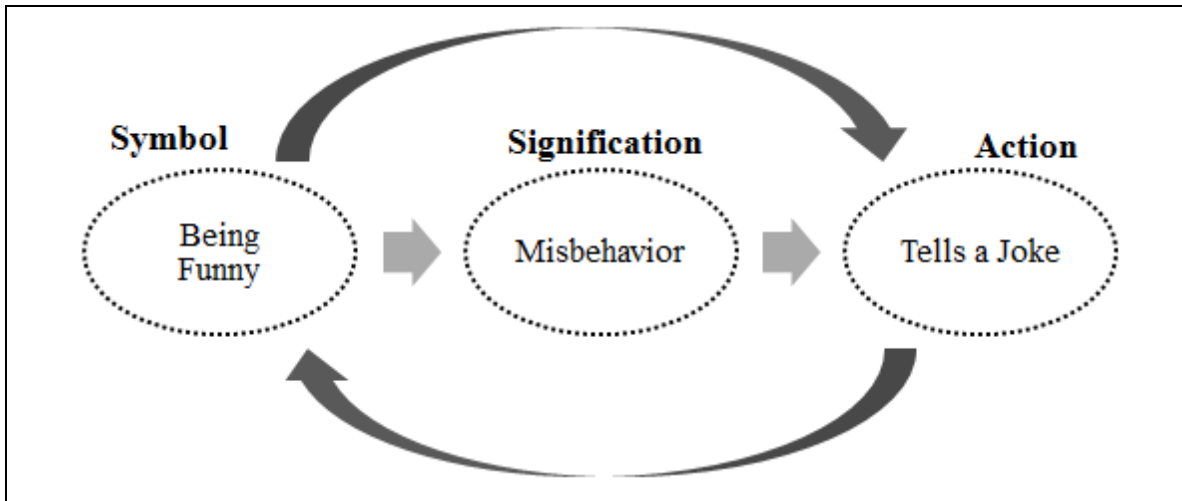 Symbol
Signification
Action
Being
Funny
Misbehavior
Tells a Joke